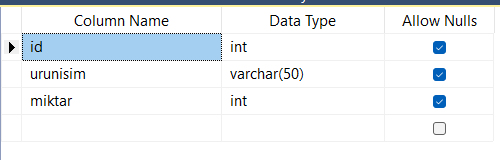 Column Name Data Type Allow Nulls
id int
urunisim varchar(50)
miktar int